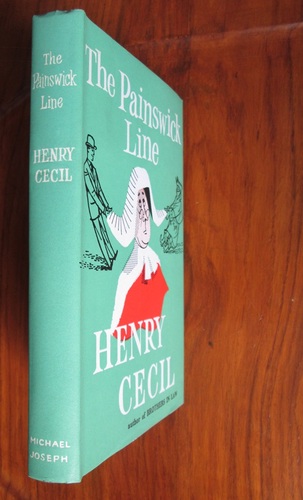 The
Painswick
Line
HENRY
CECIL
MICHAEL
JOSEPH
The Painswick
Line
HENRY
CECIL
author of BROTHERS IN LAW